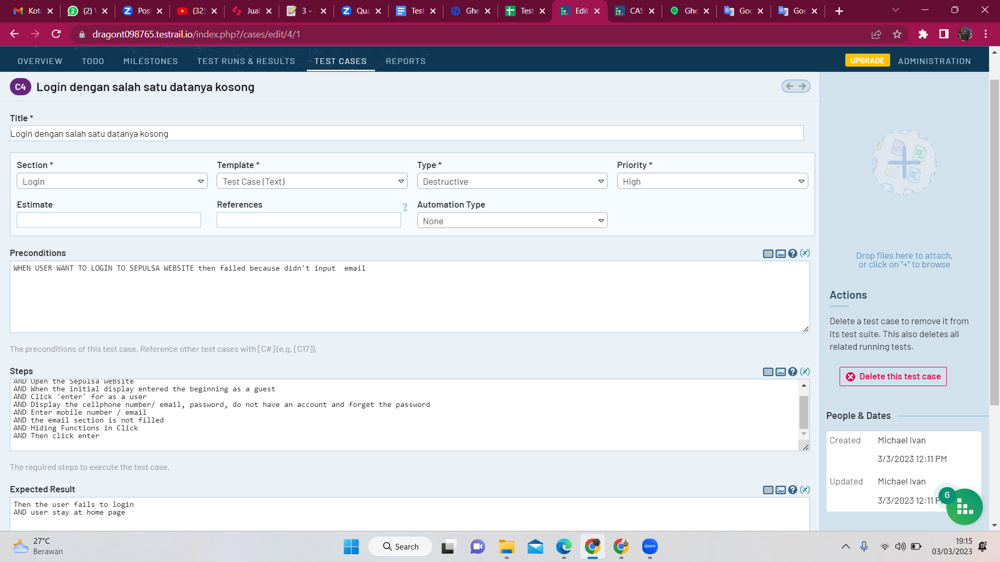 Kot
(2) \
Pos
(32
Jual
3 -
Qua
Test
Ghe
Test
Edit
CAS
Ghe
Goo
Goo
dragont098765.testrail.io/index.php?/cases/edit/4/1
OVERVIEW TODO MILESTONES TEST RUNS & RESULTS TEST CASES REPORTS UPGRADE ADMINISTRATION
C4 Login dengan salah satu datanya kosong
Title *
Login dengan salah satu datanya kosong
Section * Template * Type * Priority *
Login Test Case (Text) Destructive High
Estimate References ? Automation Type
None
Preconditions
WHEN USER WANT TO LOGIN TO SEPULSA WEBSITE then failed because didn't input  email
The preconditions of this test case. Reference other test cases with [C#] (e.g. [C17]).
Steps
AND Open the Sepulsa website
AND When the initial display entered the beginning as a guest
AND Click 'enter' for as a user
AND Display the cellphone number/ email, password, do not have an account and forget the password
AND Enter mobile number / email
AND the email section is not filled
AND Hiding Functions in Click
AND Then click enter
The required steps to execute the test case.
Expected Result
Then the user fails to login
AND user stay at home page
Drop files here to attach,
or click on "+" to browse
Actions
Delete a test case to remove it from
its test suite. This also deletes all
related running tests.
Delete this test case
People & Dates
Created Michael Ivan
3/3/2023 12:11 PM
Updated Michael Ivan
3/3/2023 12:11 P
6
27°C
Berawan
Search
zoom
19:15
03/03/2023